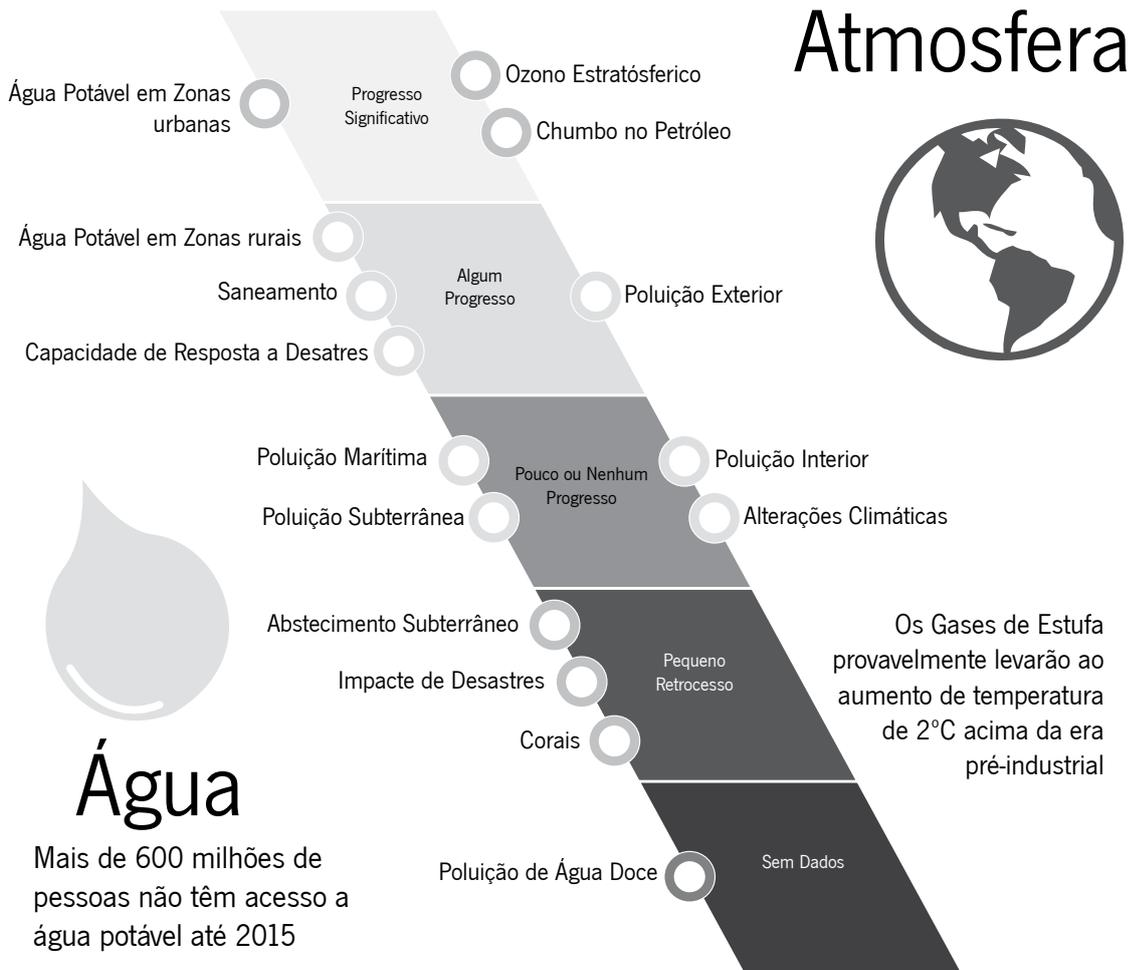 Atmosfera
Água Potável em Zonas
urbanas
Progresso
Significativo
Ozono Estratósferico
Chumbo no Petróleo
Água Potável em Zonas rurais
Saneamento
Capacidade de Resposta a Desatres
Algum
Progresso
Poluição Exterior
Poluição Marítima
Poluição Subterrânea
Pouco ou Nenhum
Progresso
Poluição Interior
Alterações Climáticas
Abstecimento Subterrâneo
Impacte de Desastres
Corais
Pequeno
Retrocesso
Os Gases de Estufa
provavelmente levarão ao
aumento de temperatura
de 2°C acima da era
pré-industrial
Água
Mais de 600 milhões de
pessoas não têm acesso a
água potável até 2015
Poluição de Água Doce
Sem Dados